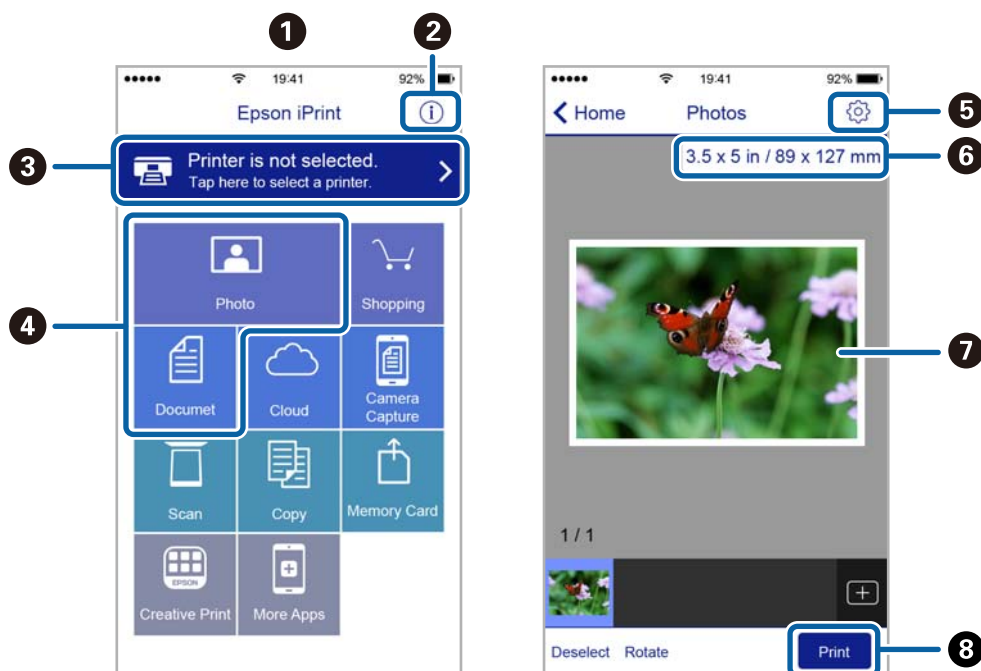 1
2
19:41
92%
Epson iPrint
i
3
Printer is not selected.
Tap here to select a printer.
4
Photo
Shopping
Documet
Cloud
Camera
Capture
Scan
Copy
Memory Card
EPSON
Creative Print
More Apps
19:41
92%
Home
Photos
5
3.5 x 5 in / 89 x 127 mm
6
7
1 / 1
Deselect
Rotate
Print
8